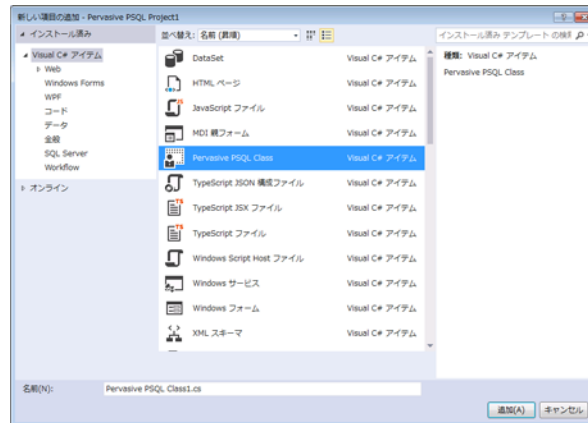 新しい項目の追加 - Pervasive PSQL Project1
インストール済み
並べ替え: 名前 (昇順)
インストール済み テンプレート の検索
Visual C# アイテム
Web
Windows Forms
WPF
コード
データ
全般
SQL Server
Workflow
オンライン
DataSet Visual C# アイテム
HTML ページ Visual C# アイテム
JavaScript ファイル Visual C# アイテム
MDI 親フォーム Visual C# アイテム
Pervasive PSQL Class Visual C# アイテム
TypeScript JSON 構成ファイル Visual C# アイテム
TypeScript JSX ファイル Visual C# アイテム
TypeScript ファイル Visual C# アイテム
Windows Script Host ファイル Visual C# アイテム
Windows サービス Visual C# アイテム
Windows フォーム Visual C# アイテム
XML スキーマ Visual C# アイテム
種類: Visual C# アイテム
Pervasive PSQL Class
名前(N): Pervasive PSQL Class1.cs
追加(A) キャンセル